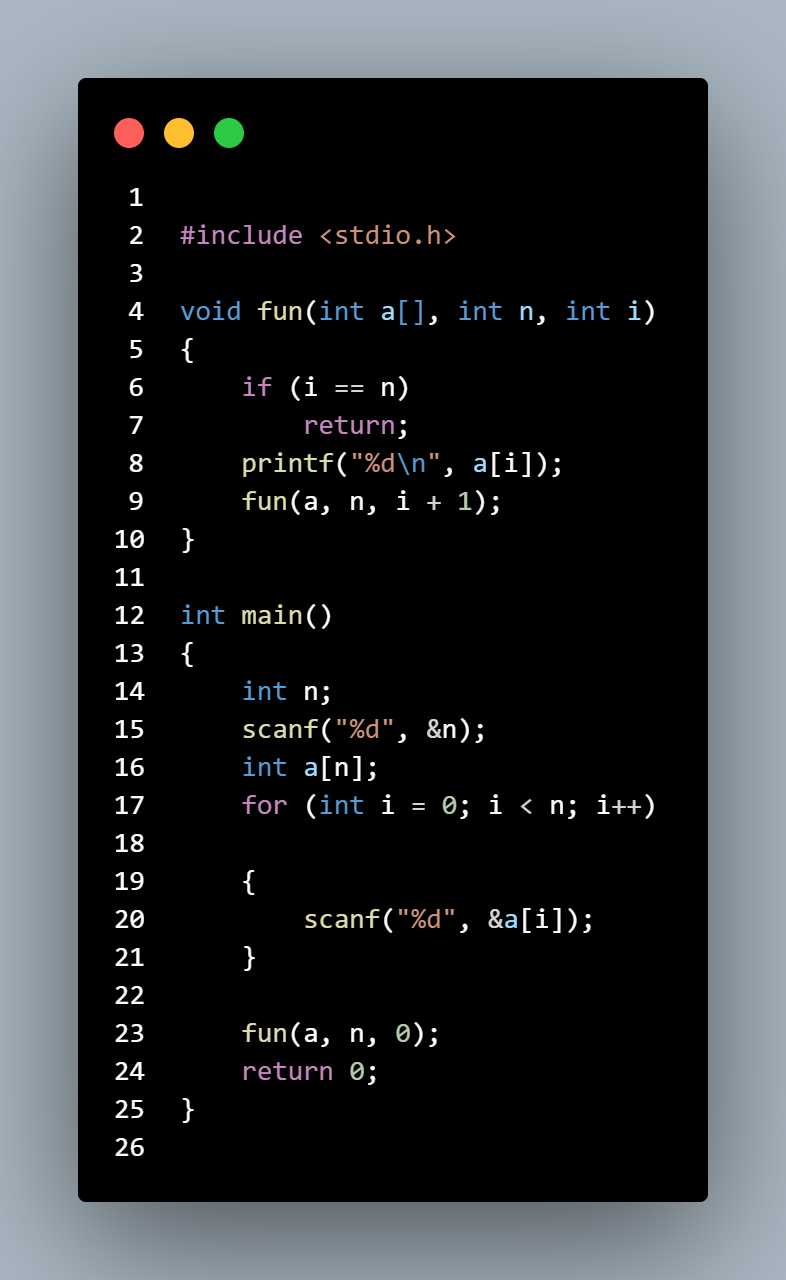 1
2 #include <stdio.h>
3
4 void fun(int a[], int n, int i)
5 {
6     if (i == n)
7         return;
8     printf("%d\n", a[i]);
9     fun(a, n, i + 1);
10 }
11
12 int main()
13 {
14     int n;
15     scanf("%d", &n);
16     int a[n];
17     for (int i = 0; i < n; i++)
18
19     {
20         scanf("%d", &a[i]);
21     }
22
23     fun(a, n, 0);
24     return 0;
25 }
26